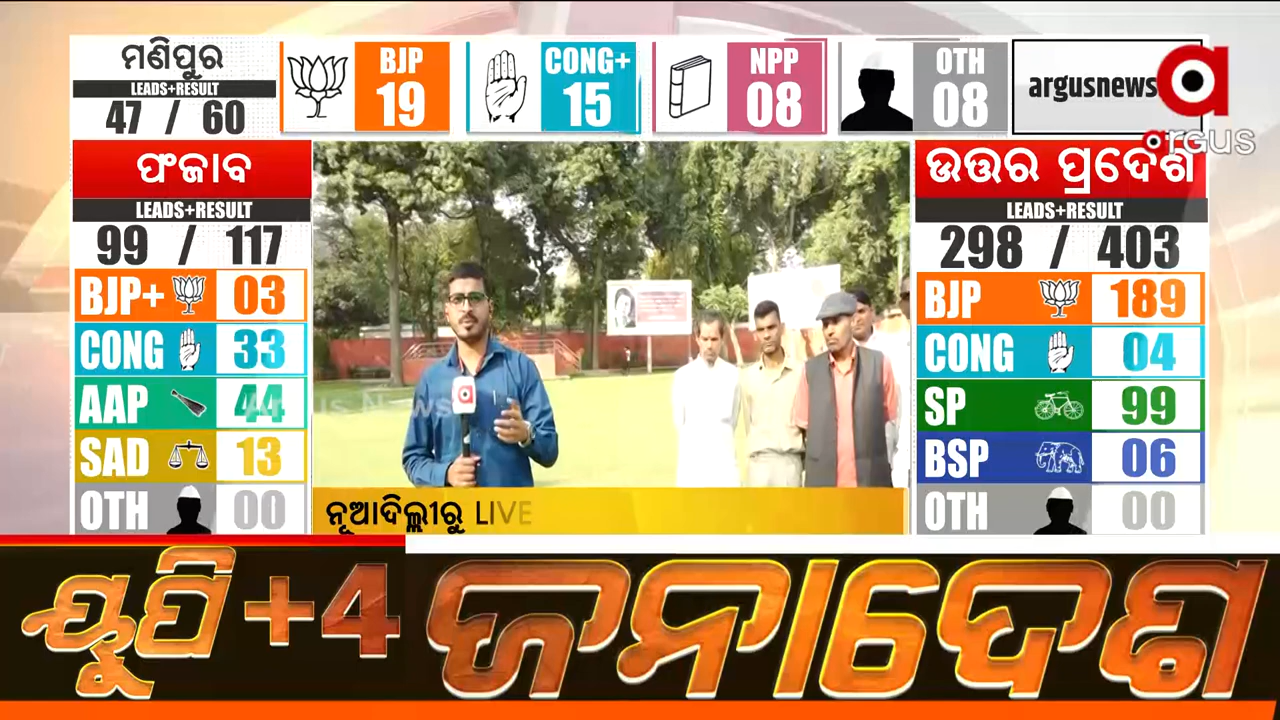 ମଣିପୁର
LEADS+RESULT
47 / 60
BJP
19
CONG+
15
NPP
08
OTH
08
argusnews
argus
ପଂଜାବ
LEADS+RESULT
99 / 117
BJP+ 03
CONG 33
AAP 44
SAD 13
OTH 00
Argus News
ଉତ୍ତର ପ୍ରଦେଶ
LEADS+RESULT
298 / 403
BJP 189
CONG 04
SP 99
BSP 06
OTH 00
ନୂଆଦିଲ୍ଲୀରୁ LIVE
ୟୁପି +4 ଜନାଦେଶ